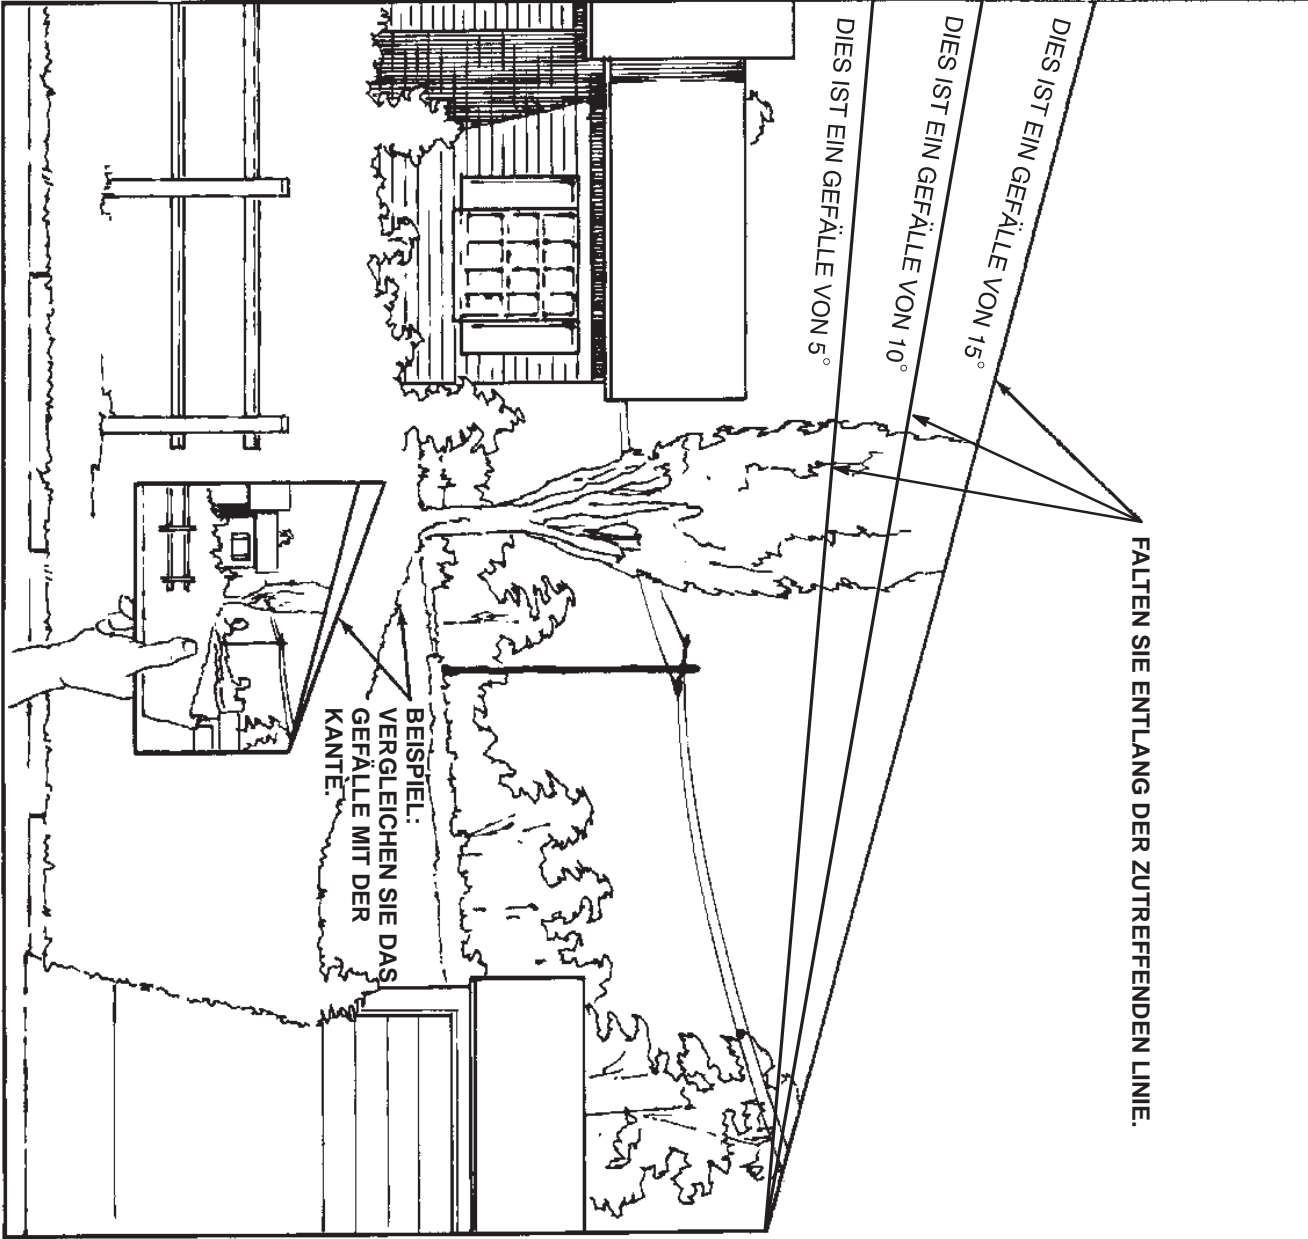 FALTEN SIE ENTLANG DER ZUTREFFENDEN LINIE.
DIES IST EIN GEFÄLLE VON 15°
DIES IST EIN GEFÄLLE VON 10°
DIES IST EIN GEFÄLLE VON 5°
BEISPIEL:
VERGLEICHEN SIE DAS
GEFÄLLE MIT DER
KANTE.